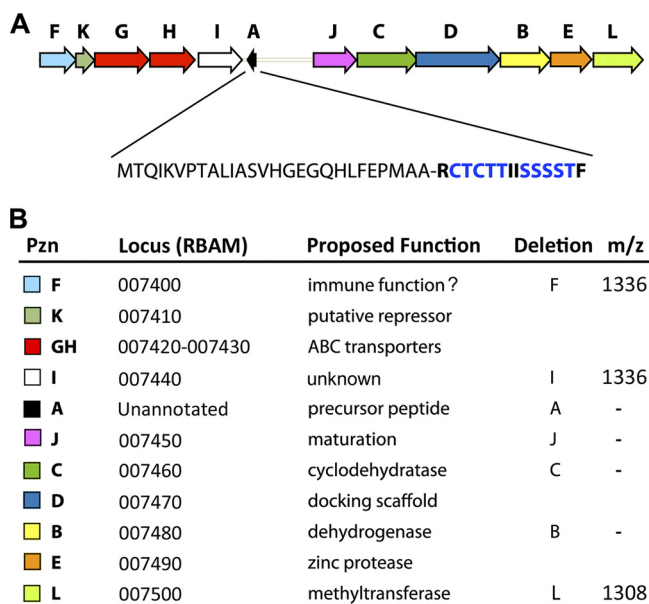 A
F K G H I A J C D B E L
MTQIKVPTALIASVHGEGQHLFEPMAA-RCTCTTIISSSSTF
B
Pzn Locus (RBAM) Proposed Function Deletion m/z
F 007400 immune function? F 1336
K 007410 putative repressor
GH 007420-007430 ABC transporters
I 007440 unknown I 1336
A Unannotated precursor peptide A -
J 007450 maturation J -
C 007460 cyclodehydratase C -
D 007470 docking scaffold
B 007480 dehydrogenase B -
E 007490 zinc protease
L 007500 methyltransferase L 1308